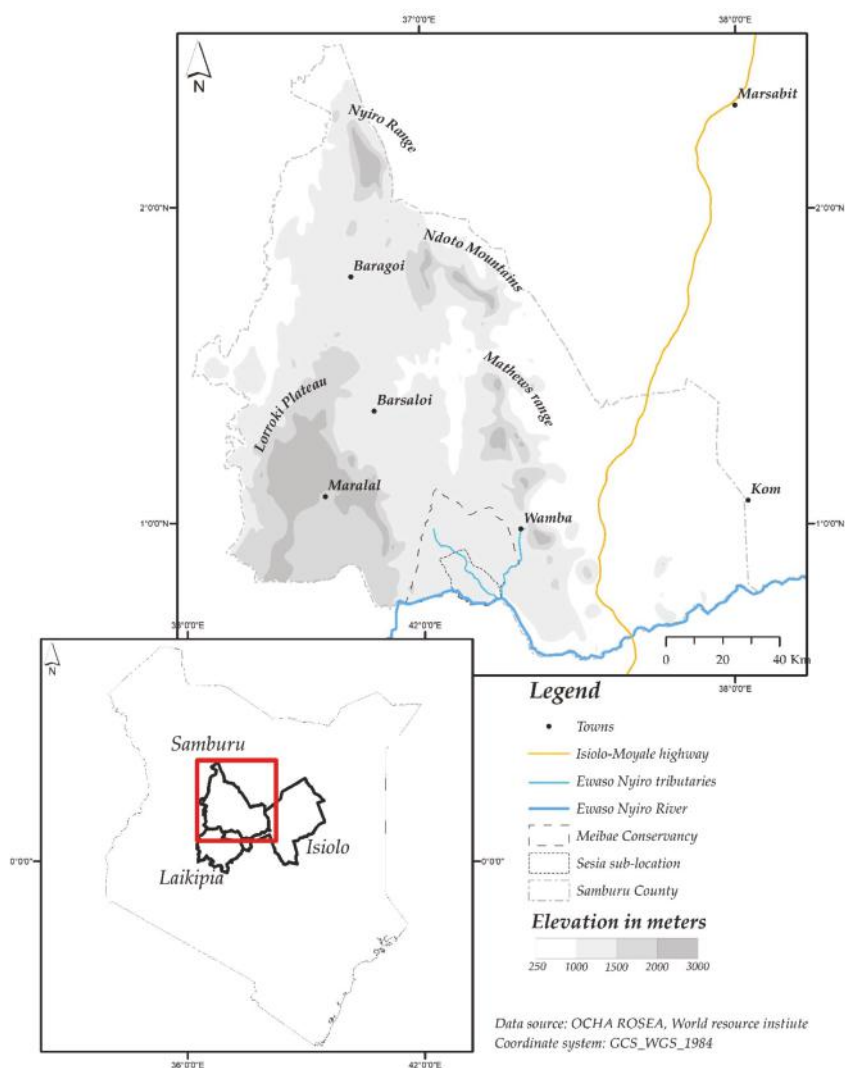 37°0'0"E
38°0'0"E
N
Marsabit
Nyiro Range
2°0'0"N
2°0'0"N
Ndoto Mountains
Baragoi
Mathews range
Lorroki Plateau
Barsaloi
Maralal
Kom
Wamba
1°0'0"N
1°0'0"N
0 20 40 Km
38°0'0"E
42°0'0"E
N
Samburu
Isiolo
Laikipia
0°0'0"
0°0'0"
36°0'0"E
42°0'0"E
Legend
Towns
Isiolo-Moyale highway
Ewaso Nyiro tributaries
Ewaso Nyiro River
Meibae Conservancy
Sesia sub-location
Samburu County
Elevation in meters
250 1000 1500 2000 3000
Data source: OCHA ROSEA, World resource instiute
Coordinate system: GCS_WGS_1984